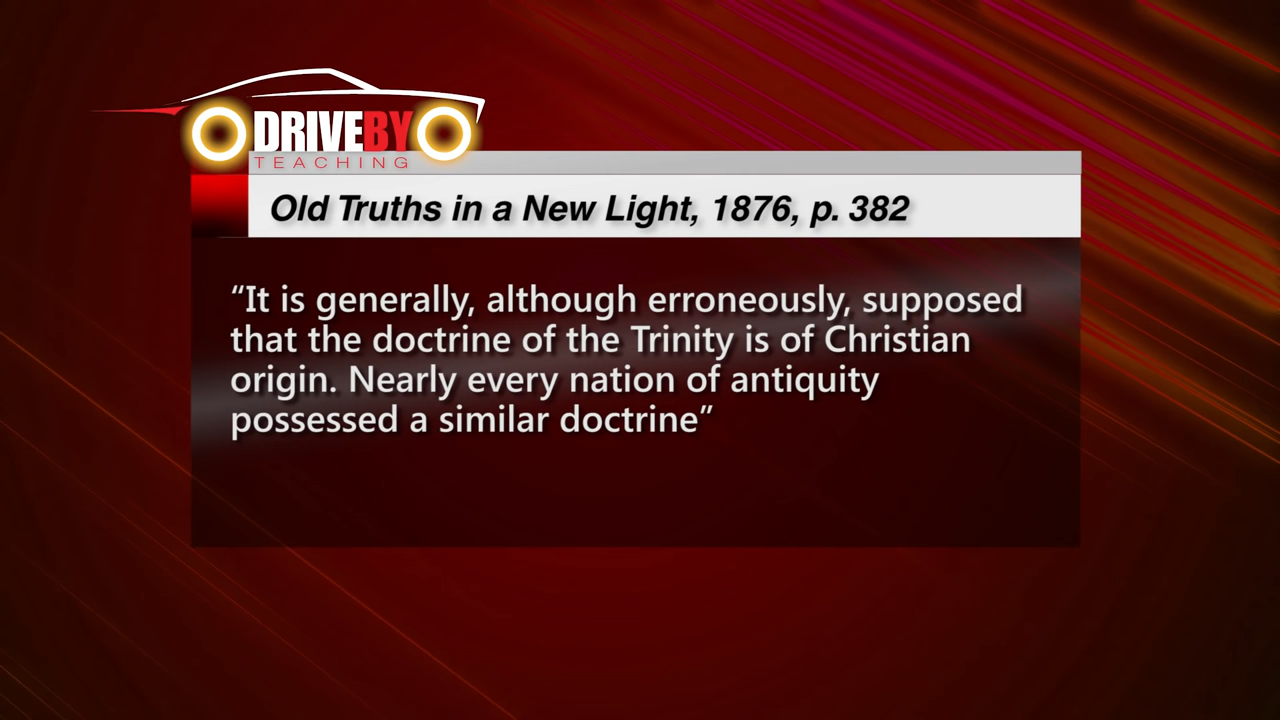 DRIVEBY
TEACHING
Old Truths in a New Light, 1876, p. 382
“It is generally, although erroneously, supposed
that the doctrine of the Trinity is of Christian
origin. Nearly every nation of antiquity
possessed a similar doctrine”